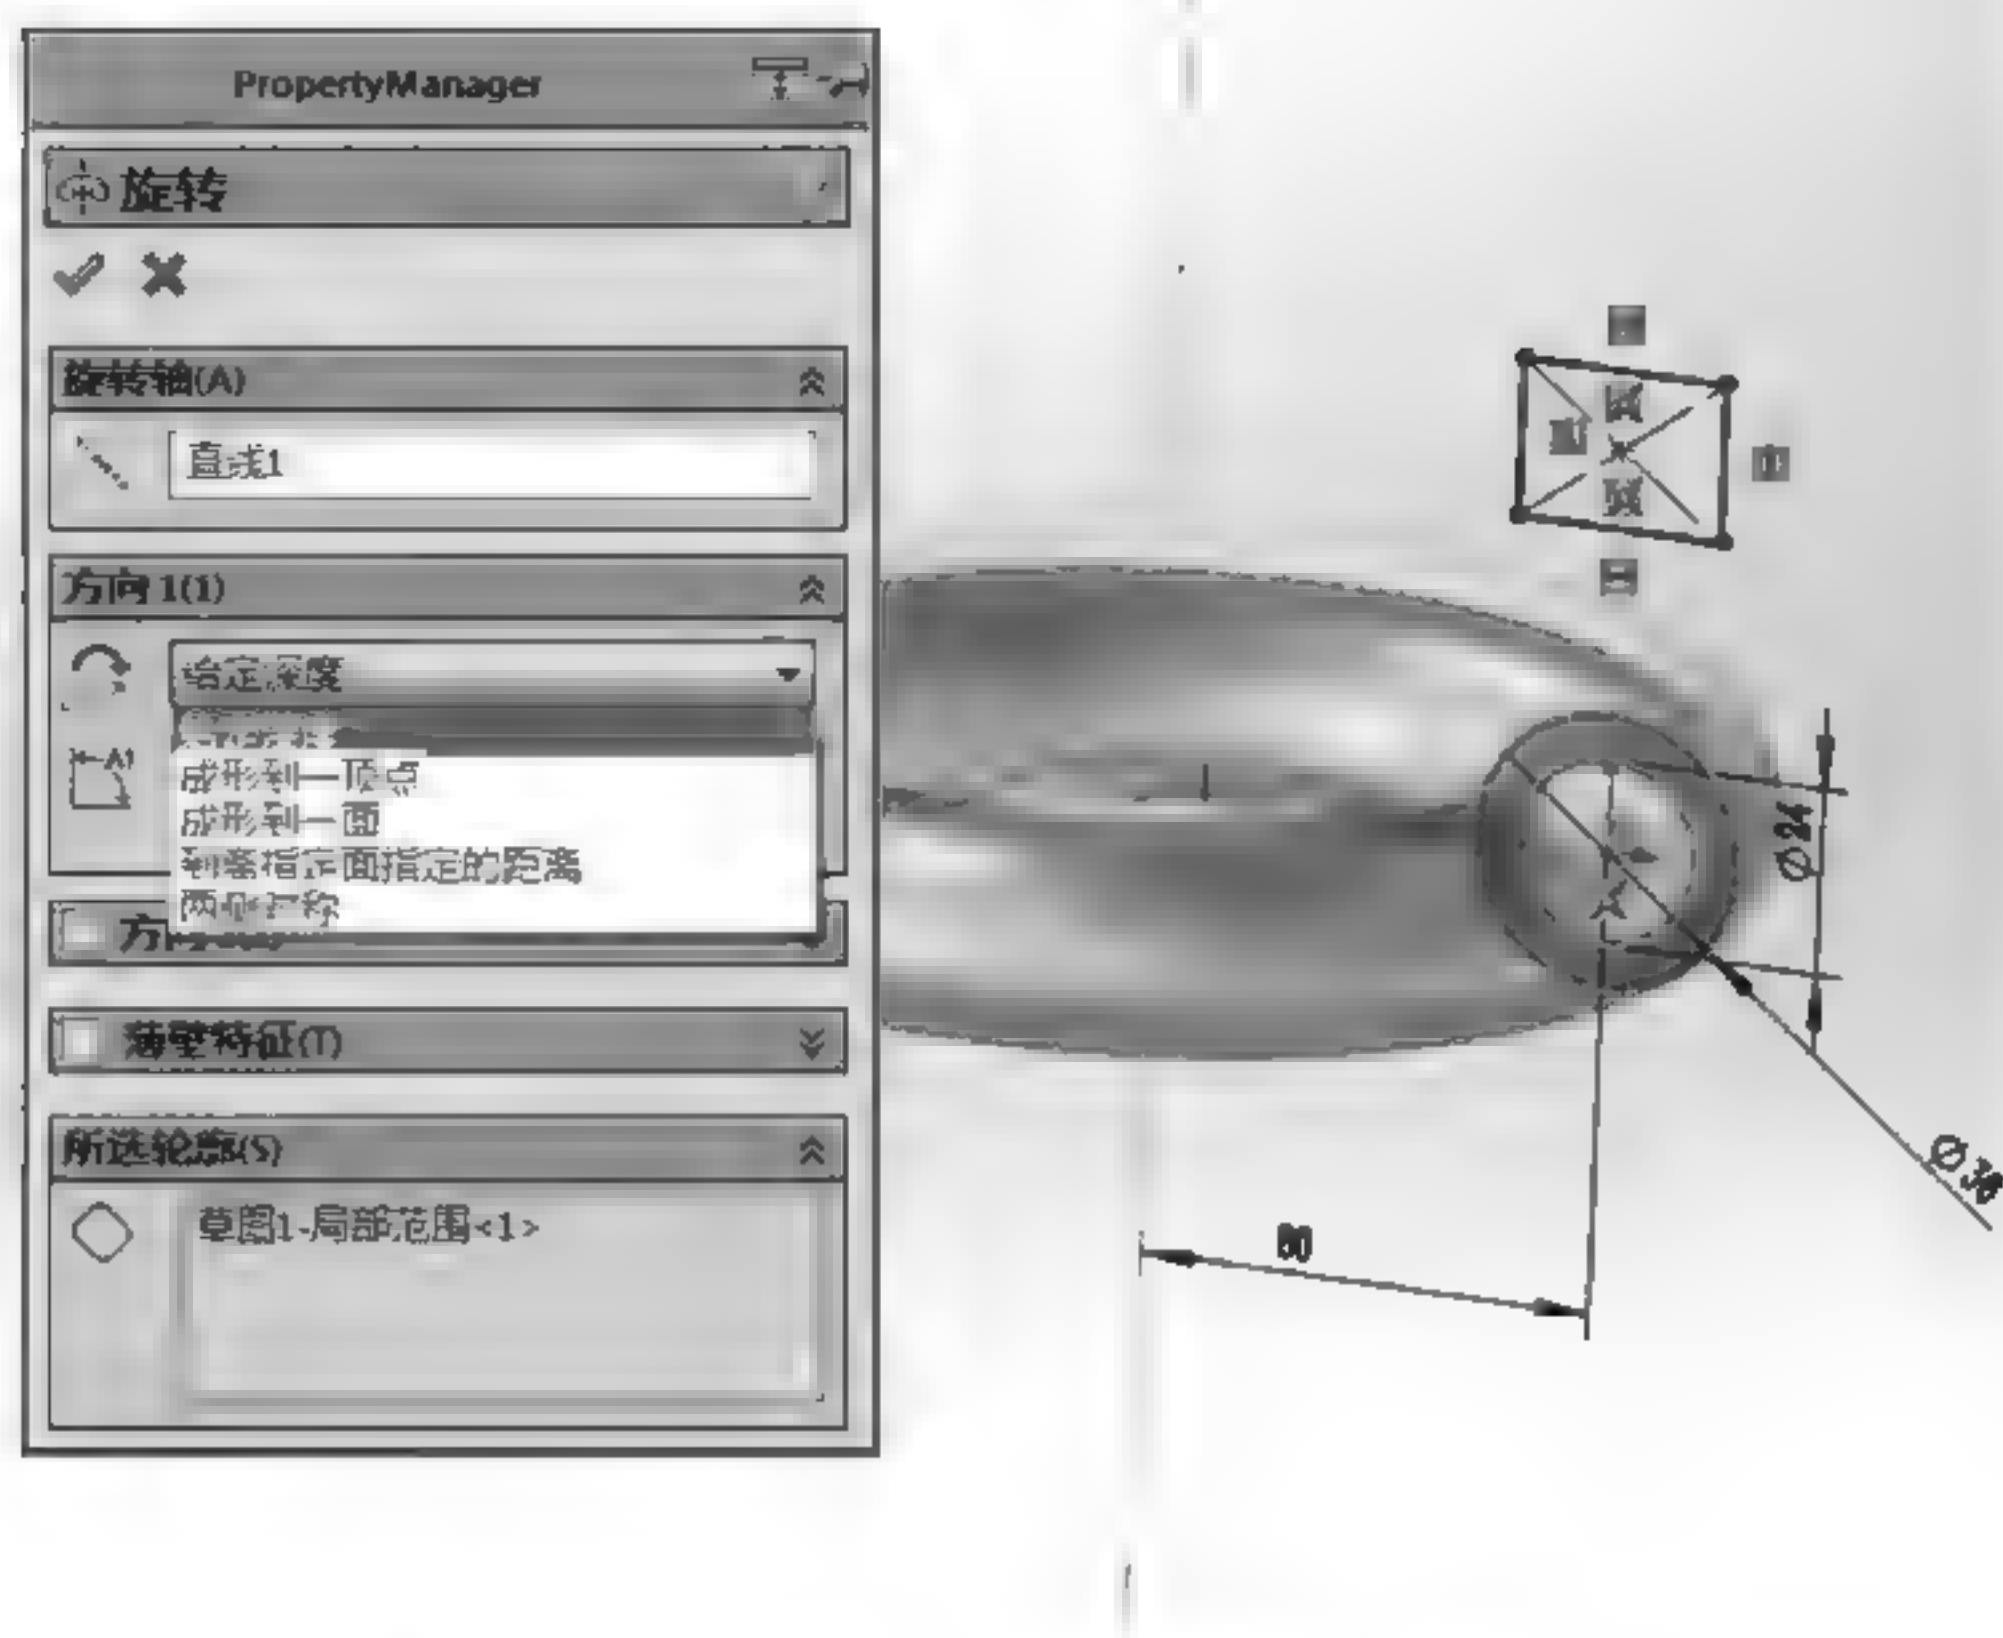 PropertyManager
旋转
旋转轴(A)
直线1
方向 1(1)
给定深度
成形到一顶点
成形到一面
到离指定面指定的距离
两侧对称
方向
薄壁特征(T)
所选轮廓(S)
草图1-局部范围<1>
Ø24